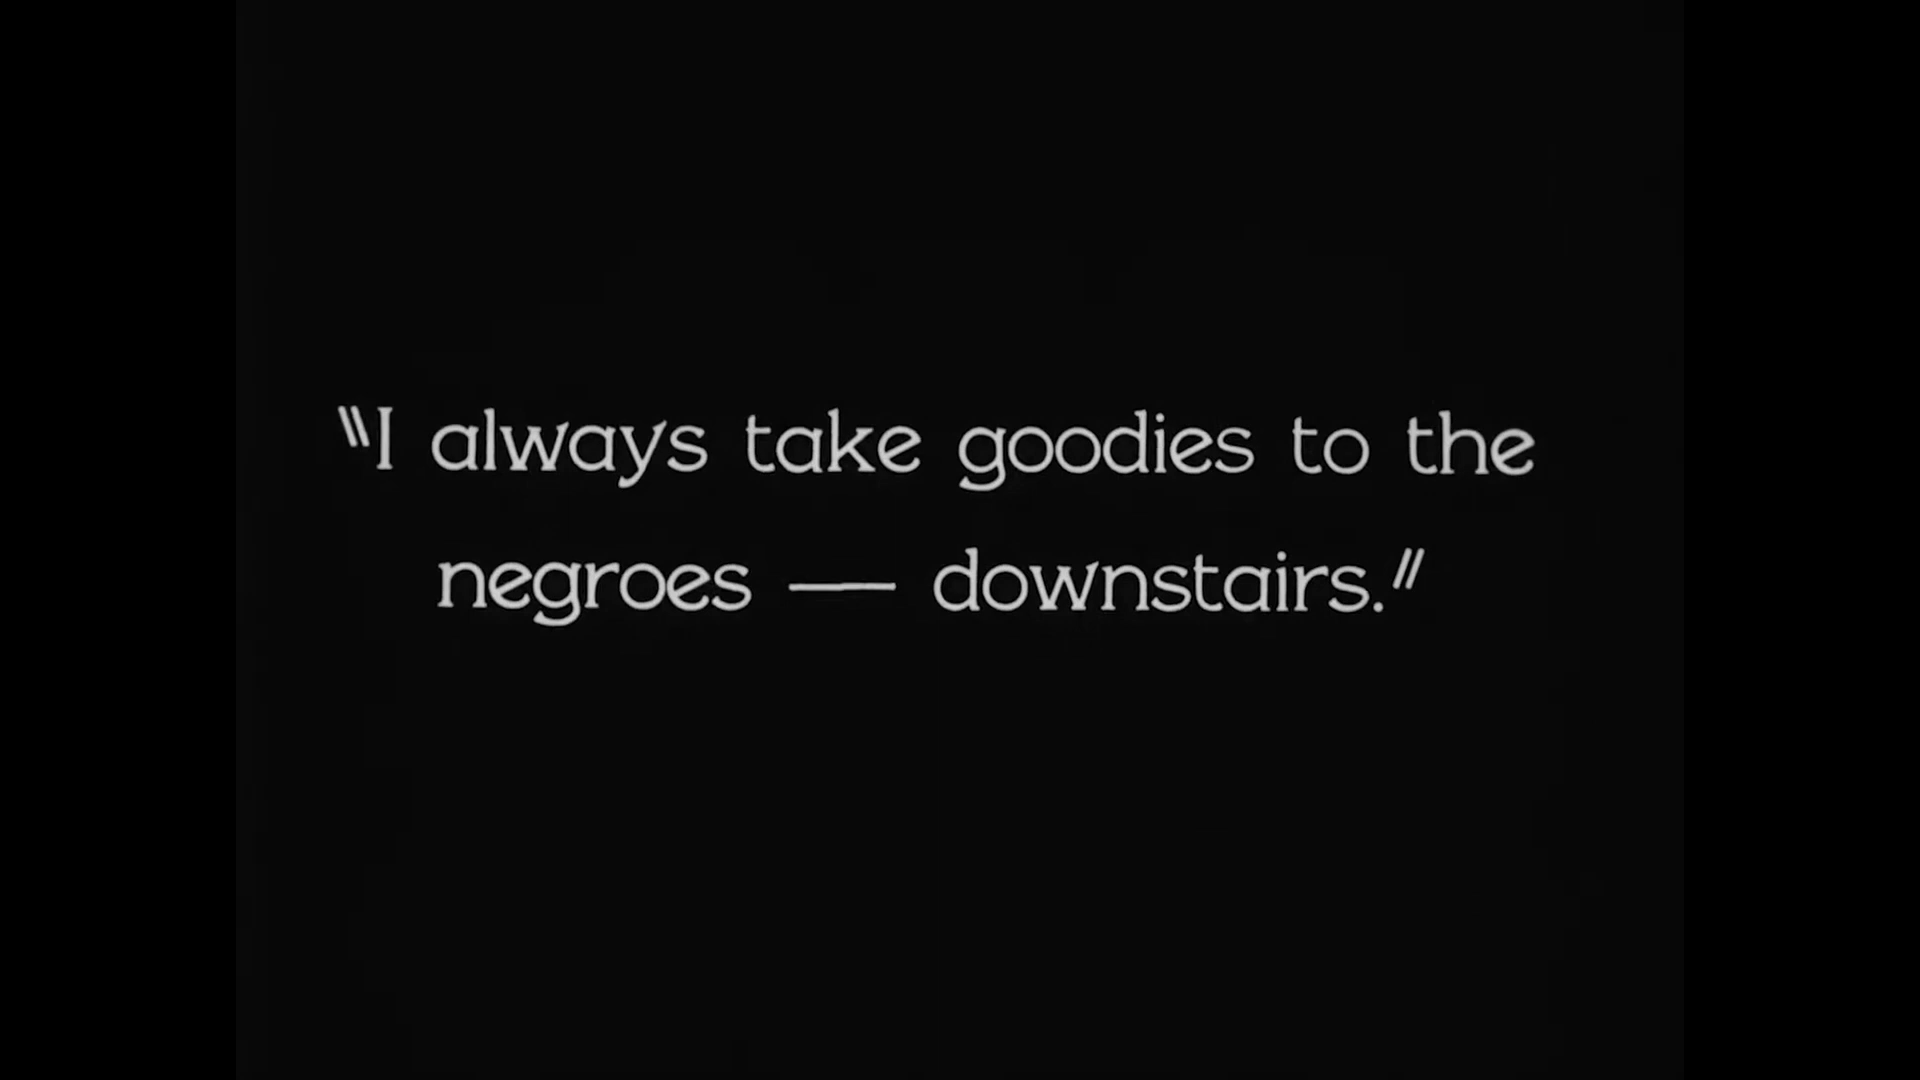 "I always take goodies to the
negroes — downstairs."